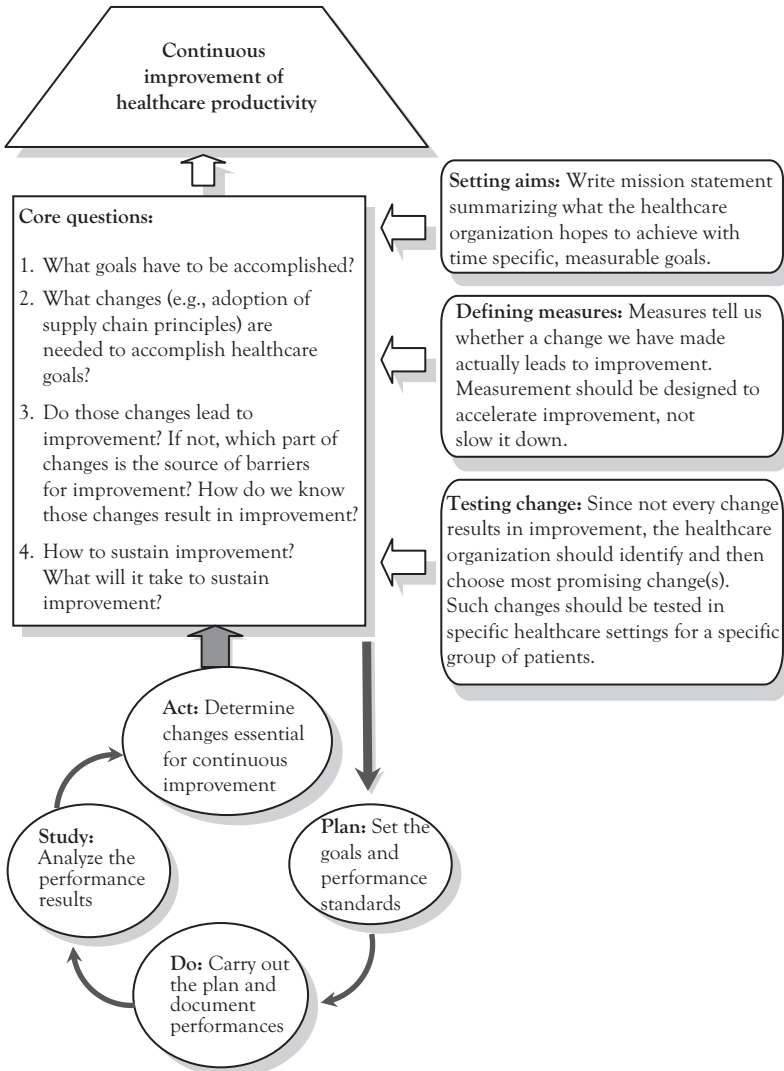 Continuous
improvement of
healthcare productivity
Core questions:
1. What goals have to be accomplished?
2. What changes (e.g., adoption of
supply chain principles) are
needed to accomplish healthcare
goals?
3. Do those changes lead to
improvement? If not, which part of
changes is the source of barriers
for improvement? How do we know
those changes result in improvement?
4. How to sustain improvement?
What will it take to sustain
improvement?
Setting aims: Write mission statement
summarizing what the healthcare
organization hopes to achieve with
time specific, measurable goals.
Defining measures: Measures tell us
whether a change we have made
actually leads to improvement.
Measurement should be designed to
accelerate improvement, not
slow it down.
Testing change: Since not every change
results in improvement, the healthcare
organization should identify and then
choose most promising change(s).
Such changes should be tested in
specific healthcare settings for a specific
group of patients.
Act: Determine
changes essential
for continuous
improvement
Plan: Set the
goals and
performance
standards
Do: Carry out
the plan and
document
performances
Study:
Analyze the
performance
results